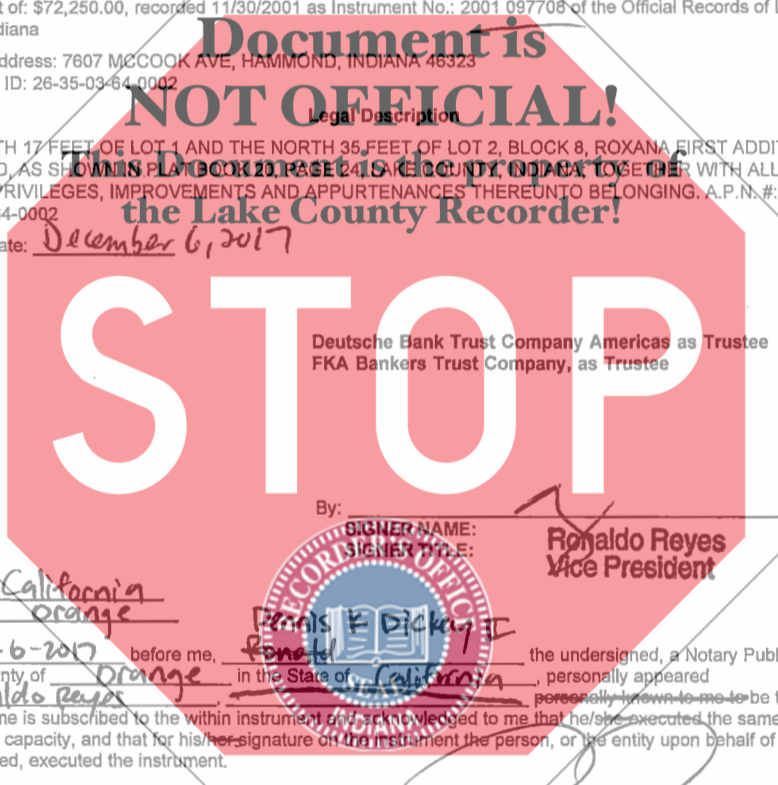 t of: $72,250.00, recorded 11/30/2001 as Instrument No.: 2001 097708 of the Official Records of L
diana
Document is
ddress: 7607 MCCOOK AVE, HAMMOND, INDIANA 46323
ID: 26-35-03-64-0002
NOT OFFICIAL!
Legal Description
TH 17 FEET OF LOT 1 AND THE NORTH 35 FEET OF LOT 2, BLOCK 8, ROXANA FIRST ADDIT
This Document is the property of
D, AS SHOWN IN PLAT BOOK 20, PAGE 24, LAKE COUNTY, INDIANA, TOGETHER WITH ALL
PRIVILEGES, IMPROVEMENTS AND APPURTENANCES THEREUNTO BELONGING. A.P.N. #:
the Lake County Recorder!
64-0002
ate: December 6, 2017
STOP
Deutsche Bank Trust Company Americas as Trustee
FKA Bankers Trust Company, as Trustee
By:
SIGNER NAME: Ronaldo Reyes
SIGNER TITLE: Vice President
RECORDER'S OFFICE
SEAL
INDIANA
California
Orange
Dennis K Dickey II
-6-2017 before me, Ronald the undersigned, a Notary Publ
nty of Orange in the State of California, personally appeared
aldo Reyes, personally known to me to be t
me is subscribed to the within instrument and acknowledged to me that he/she executed the same
capacity, and that for his/her signature on the instrument the person, or the entity upon behalf of
ed, executed the instrument.